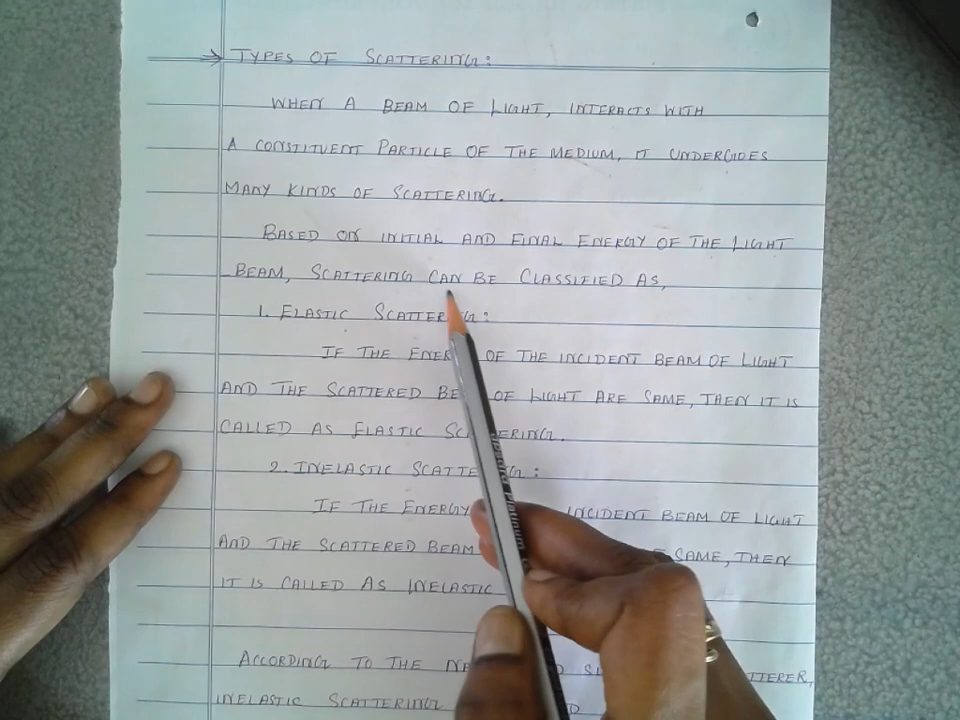 → TYPES OF SCATTERING:
WHEN A BEAM OF LIGHT, INTERACTS WITH
A CONSTITUENT PARTICLE OF THE MEDIUM, IT UNDERGOES
MANY KINDS OF SCATTERING.
BASED ON INITIAL AND FINAL ENERGY OF THE LIGHT
BEAM, SCATTERING CAN BE CLASSIFIED AS,
1. ELASTIC SCATTERING:
IF THE OF THE INCIDENT BEAM OF LIGHT
AND THE SCATTERED OF LIGHT ARE SAME, THEN IT IS
CALLED AS ELASTIC
2. INELASTIC
IF THE ENERGY INCIDENT BEAM OF LIGHT
AND THE SCATTERED BEAM SAME, THEN
IT IS CALLED AS INELASTIC
ACCORDING TO THE
INELASTIC SCATTERING
Platinum